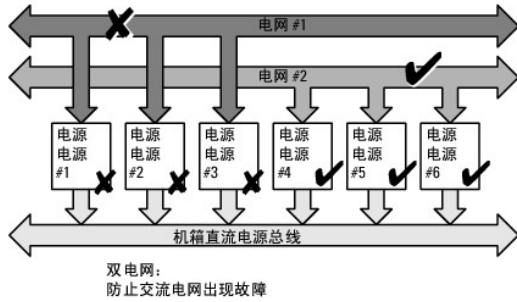 电网 #1
电网 #2
电源
电源
#1
电源
电源
#2
电源
电源
#3
电源
电源
#4
电源
电源
#5
电源
电源
#6
机箱直流电源总线
双电网：
防止交流电网出现故障